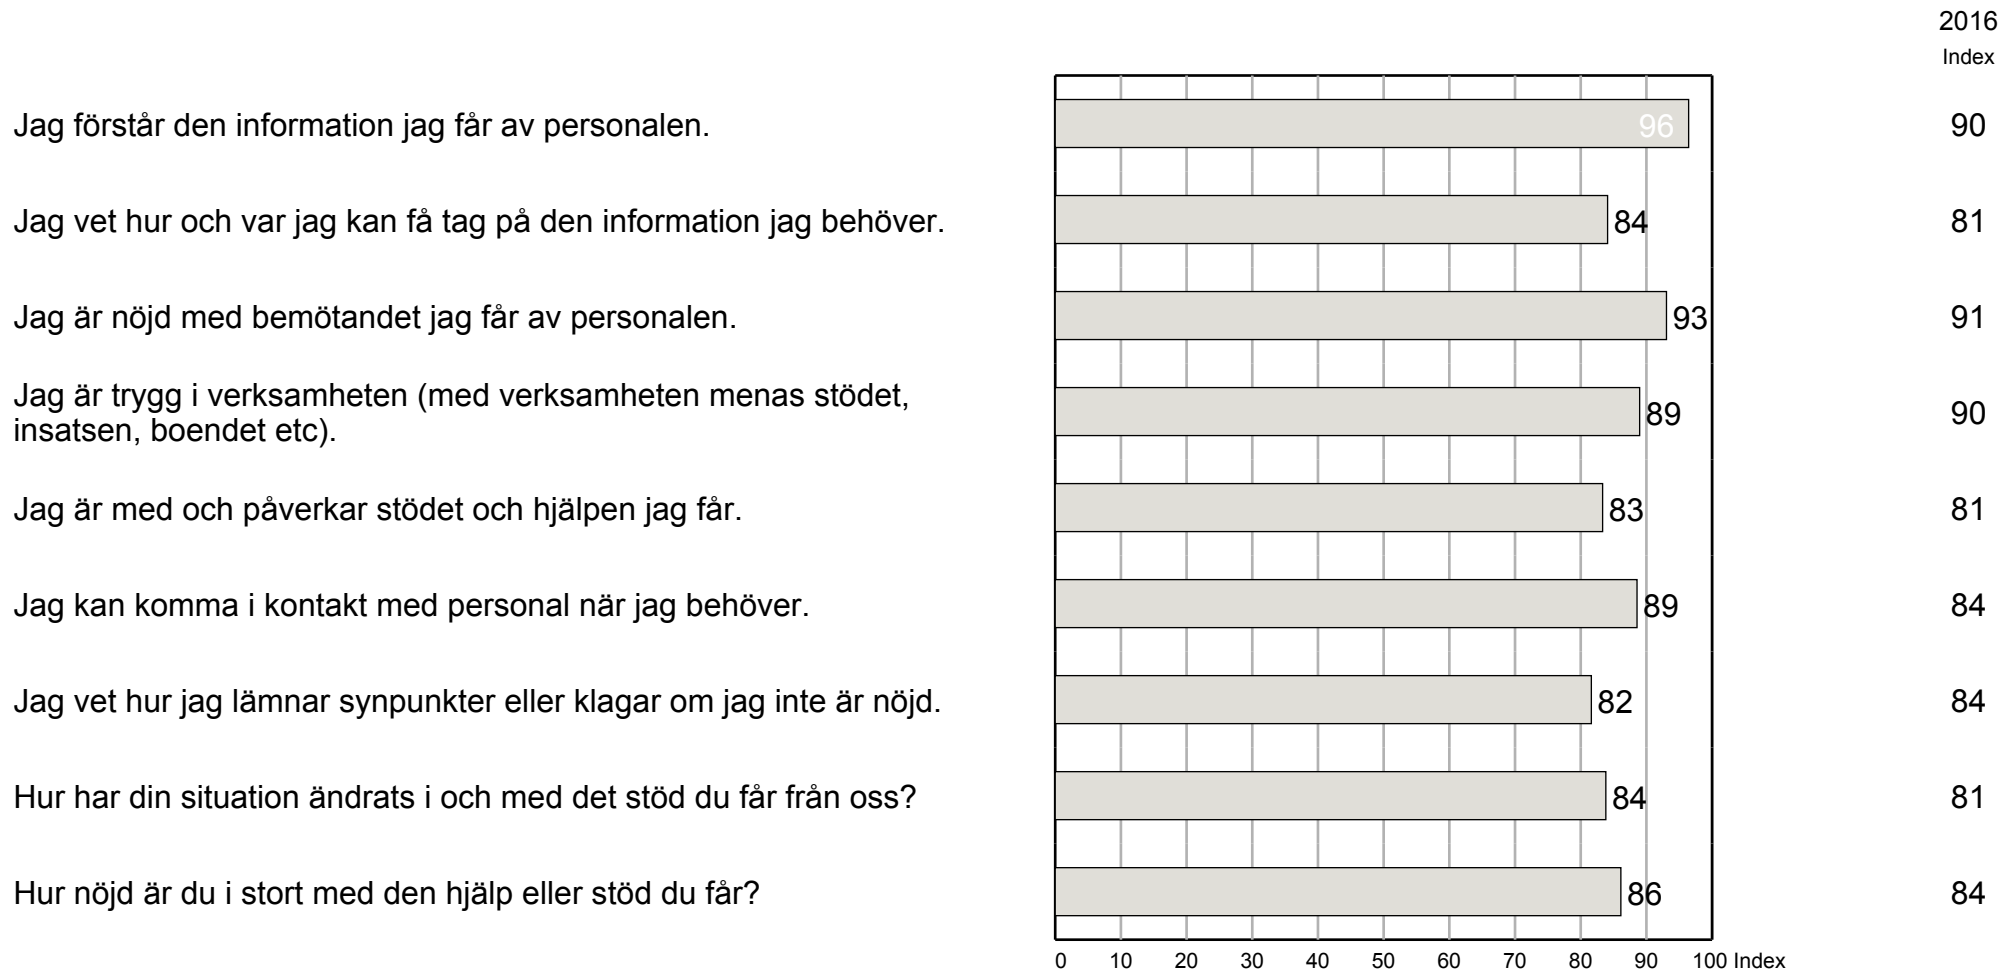 2016
Index
Jag förstår den information jag får av personalen. 96 90
Jag vet hur och var jag kan få tag på den information jag behöver. 84 81
Jag är nöjd med bemötandet jag får av personalen. 93 91
Jag är trygg i verksamheten (med verksamheten menas stödet,
insatsen, boendet etc). 89 90
Jag är med och påverkar stödet och hjälpen jag får. 83 81
Jag kan komma i kontakt med personal när jag behöver. 89 84
Jag vet hur jag lämnar synpunkter eller klagar om jag inte är nöjd. 82 84
Hur har din situation ändrats i och med det stöd du får från oss? 84 81
Hur nöjd är du i stort med den hjälp eller stöd du får? 86 84
0 10 20 30 40 50 60 70 80 90 100 Index